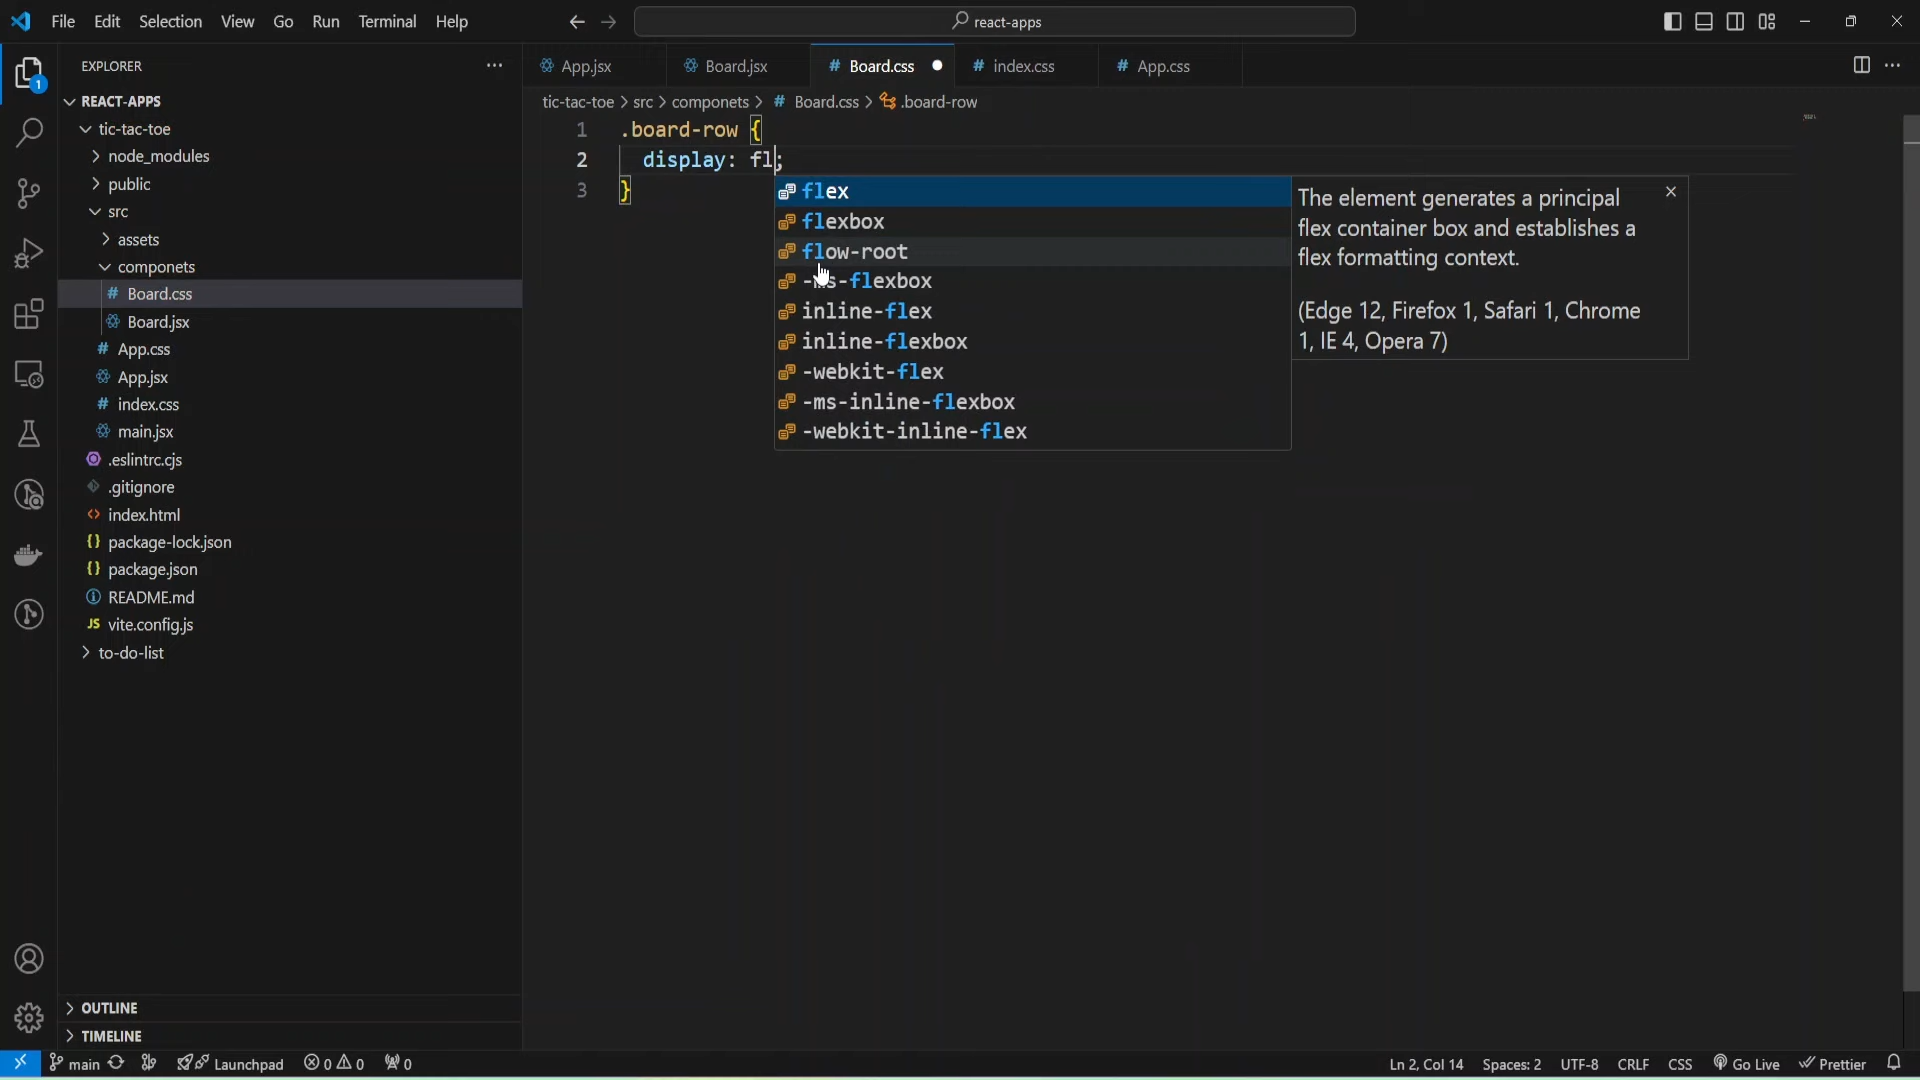 File Edit Selection View Go Run Terminal Help
react-apps
EXPLORER
1
REACT-APPS
tic-tac-toe
node_modules
public
src
assets
componets
# Board.css
Board.jsx
# App.css
App.jsx
# index.css
main.jsx
.eslintrc.cjs
.gitignore
index.html
{} package-lock.json
{} package.json
README.md
JS vite.config.js
to-do-list
OUTLINE
TIMELINE
App.jsx Board.jsx # Board.css # index.css # App.css
tic-tac-toe > src > componets > # Board.css > .board-row
1 .board-row {
2 display: fl;
3 }
flex
flexbox
flow-root
-ms-flexbox
inline-flex
inline-flexbox
-webkit-flex
-ms-inline-flexbox
-webkit-inline-flex
The element generates a principal
flex container box and establishes a
flex formatting context.
(Edge 12, Firefox 1, Safari 1, Chrome
1, IE 4, Opera 7)
main Launchpad 0 0 0 Ln 2, Col 14 Spaces: 2 UTF-8 CRLF CSS Go Live Prettier